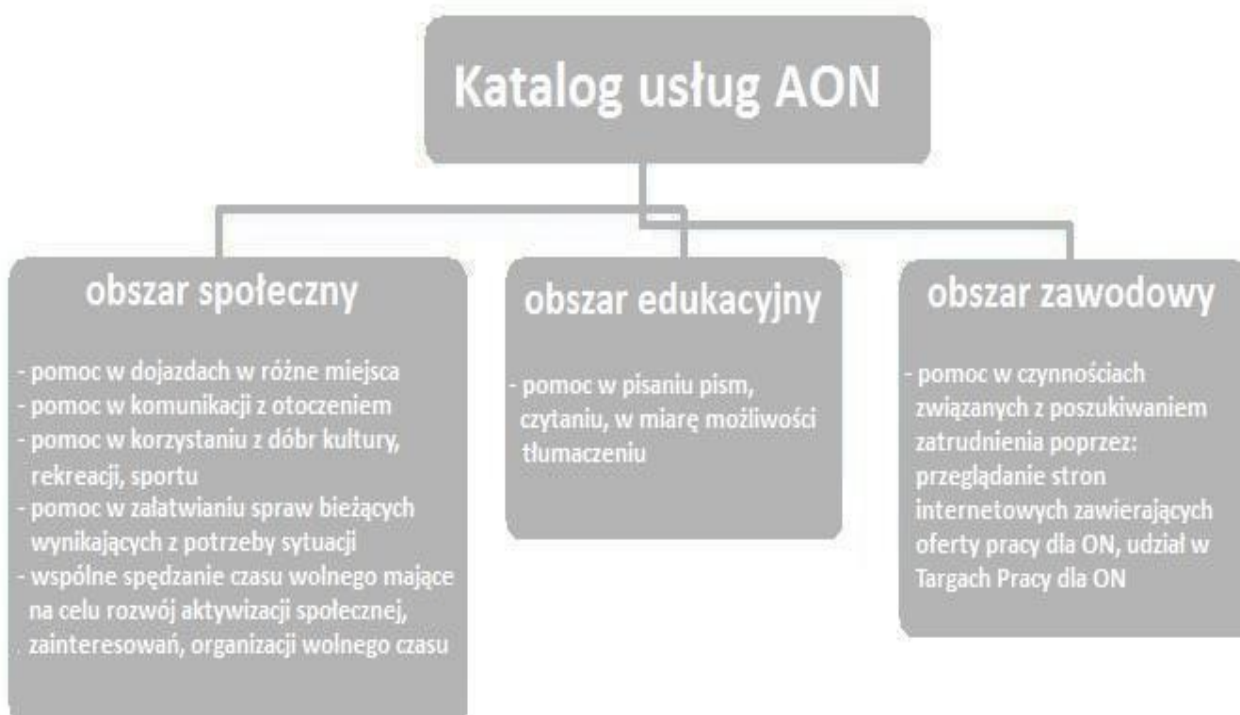 Katalog usług AON
obszar społeczny
- pomoc w dojazdach w różne miejsca
- pomoc w komunikacji z otoczeniem
- pomoc w korzystaniu z dóbr kultury,
rekreacji, sportu
- pomoc w załatwianiu spraw bieżących
wynikających z potrzeby sytuacji
- wspólne spędzanie czasu wolnego mające
na celu rozwój aktywizacji społecznej,
zainteresowań, organizacji wolnego czasu
obszar edukacyjny
- pomoc w pisaniu pism,
czytaniu, w miarę możliwości
tłumaczeniu
obszar zawodowy
- pomoc w czynnościach
związanych z poszukiwaniem
zatrudnienia poprzez:
przeglądanie stron
internetowych zawierających
oferty pracy dla ON, udział w
Targach Pracy dla ON